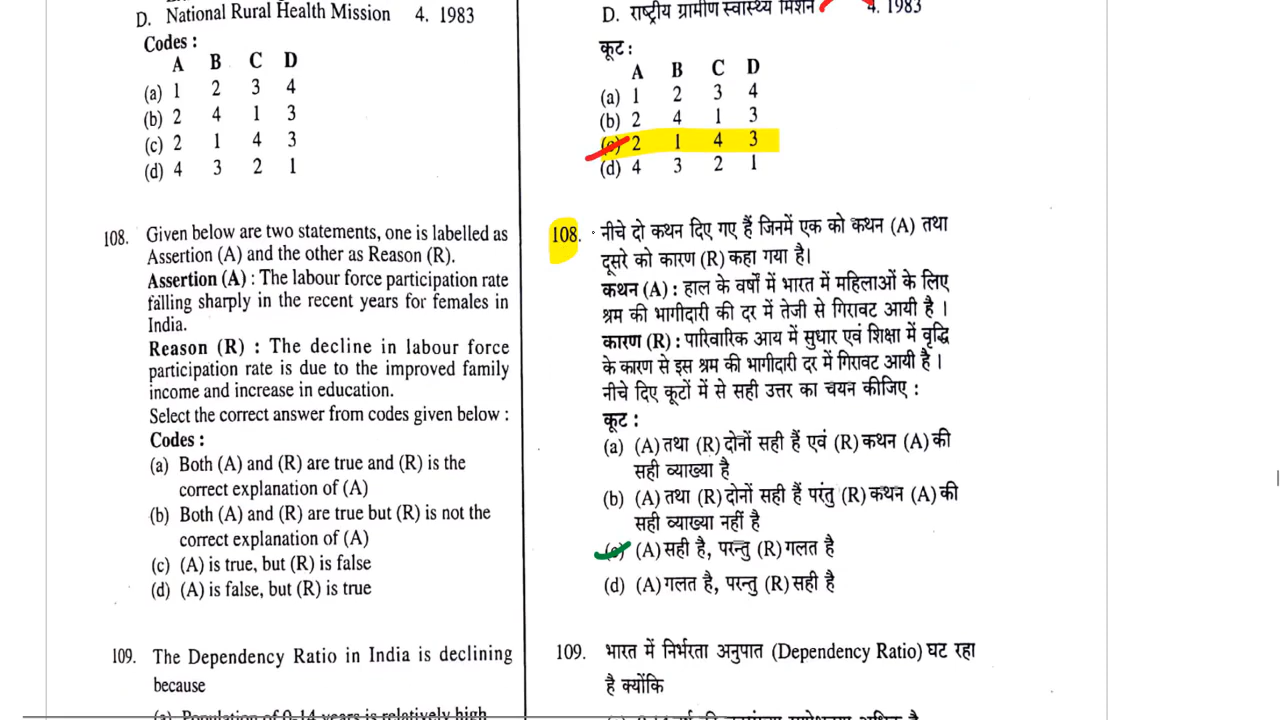 D. National Rural Health Mission 4. 1983
Codes :
A B C D
(a) 1 2 3 4
(b) 2 4 1 3
(c) 2 1 4 3
(d) 4 3 2 1
108. Given below are two statements, one is labelled as
Assertion (A) and the other as Reason (R).
Assertion (A) : The labour force participation rate
falling sharply in the recent years for females in
India.
Reason (R) : The decline in labour force
participation rate is due to the improved family
income and increase in education.
Select the correct answer from codes given below :
Codes :
(a) Both (A) and (R) are true and (R) is the
correct explanation of (A)
(b) Both (A) and (R) are true but (R) is not the
correct explanation of (A)
(c) (A) is true, but (R) is false
(d) (A) is false, but (R) is true
109. The Dependency Ratio in India is declining
because
(a) Population of 0-14 years is relatively high
D. राष्ट्रीय ग्रामीण स्वास्थ्य मिशन 4. 1983
कूट :
A B C D
(a) 1 2 3 4
(b) 2 4 1 3
(c) 2 1 4 3
(d) 4 3 2 1
108. नीचे दो कथन दिए गए हैं जिनमें एक को कथन (A) तथा
दूसरे को कारण (R) कहा गया है।
कथन (A) : हाल के वर्षों में भारत में महिलाओं के लिए
श्रम की भागीदारी की दर में तेजी से गिरावट आयी है ।
कारण (R) : पारिवारिक आय में सुधार एवं शिक्षा में वृद्धि
के कारण से इस श्रम की भागीदारी दर में गिरावट आयी है ।
नीचे दिए कूटों में से सही उत्तर का चयन कीजिए :
कूट :
(a) (A) तथा (R) दोनों सही हैं एवं (R) कथन (A) की
सही व्याख्या है
(b) (A) तथा (R) दोनों सही हैं परंतु (R) कथन (A) की
सही व्याख्या नहीं है
(c) (A) सही है, परन्तु (R) गलत है
(d) (A) गलत है, परन्तु (R) सही है
109. भारत में निर्भरता अनुपात (Dependency Ratio) घट रहा
है क्योंकि